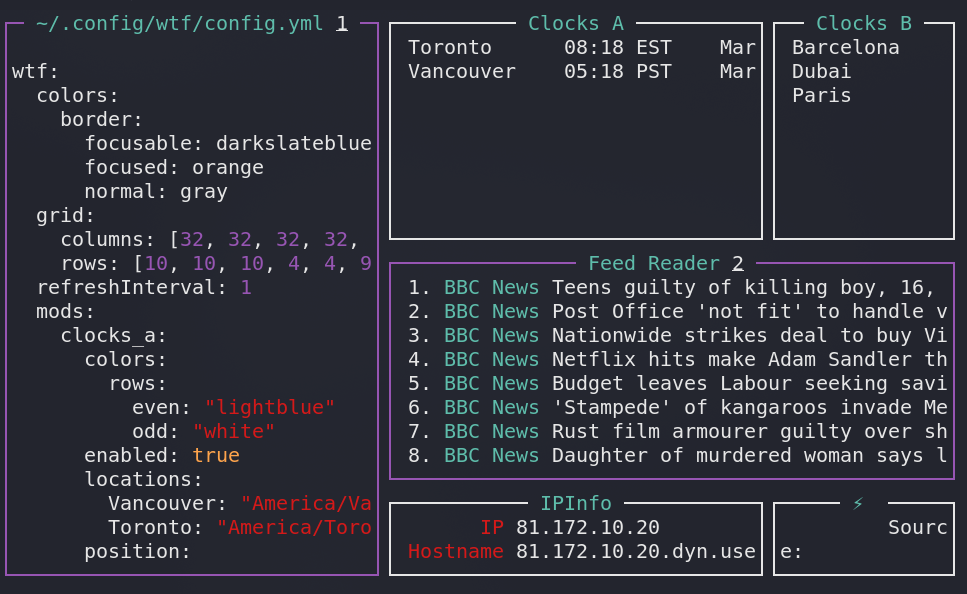 ~/.config/wtf/config.yml 1
wtf:
  colors:
    border:
      focusable: darkslateblue
      focused: orange
      normal: gray
  grid:
    columns: [32, 32, 32, 32,
    rows: [10, 10, 10, 4, 4, 9
  refreshInterval: 1
  mods:
    clocks_a:
      colors:
        rows:
          even: "lightblue"
          odd: "white"
      enabled: true
      locations:
        Vancouver: "America/Va
        Toronto: "America/Toro
      position:
Clocks A
Toronto      08:18 EST    Mar
Vancouver    05:18 PST    Mar
Clocks B
Barcelona
Dubai
Paris
Feed Reader 2
1. BBC News Teens guilty of killing boy, 16,
2. BBC News Post Office 'not fit' to handle v
3. BBC News Nationwide strikes deal to buy Vi
4. BBC News Netflix hits make Adam Sandler th
5. BBC News Budget leaves Labour seeking savi
6. BBC News 'Stampede' of kangaroos invade Me
7. BBC News Rust film armourer guilty over sh
8. BBC News Daughter of murdered woman says l
IPInfo
IP 81.172.10.20
Hostname 81.172.10.20.dyn.use
⚡
Sourc
e: